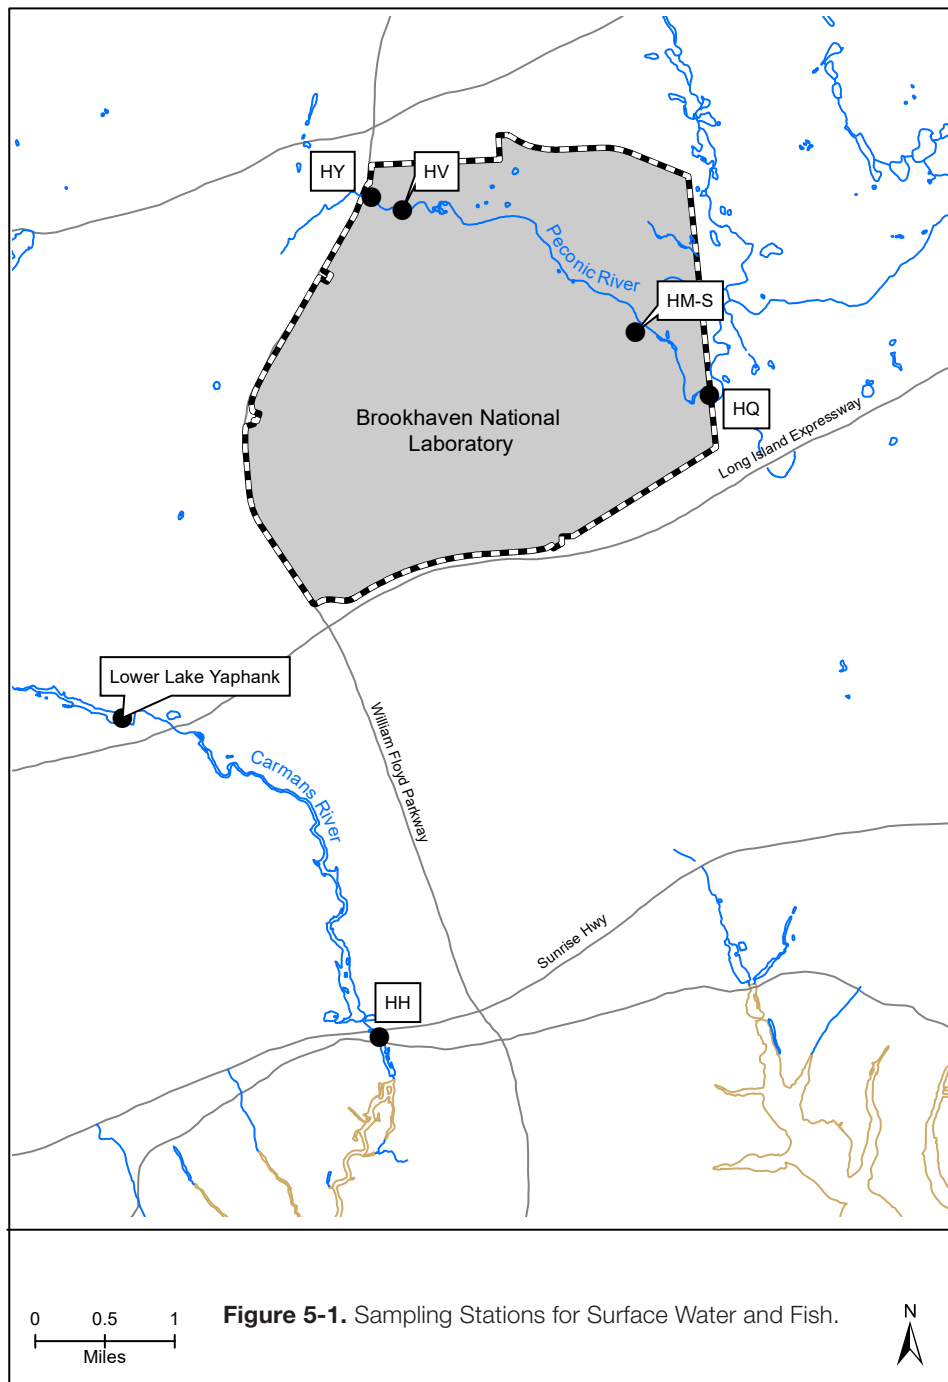 HY
HV
Peconic River
HM-S
HQ
Brookhaven National
Laboratory
Long Island Expressway
Lower Lake Yaphank
William Floyd Parkway
Carmans River
Sunrise Hwy
HH
0 0.5 1
Miles
Figure 5-1. Sampling Stations for Surface Water and Fish.
N